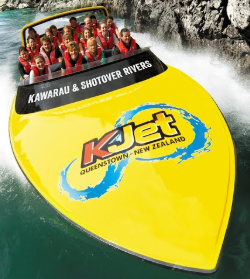 KAWARAU & SHOTOVER RIVERS
KJet
QUEENSTOWN - NEW ZEALAND